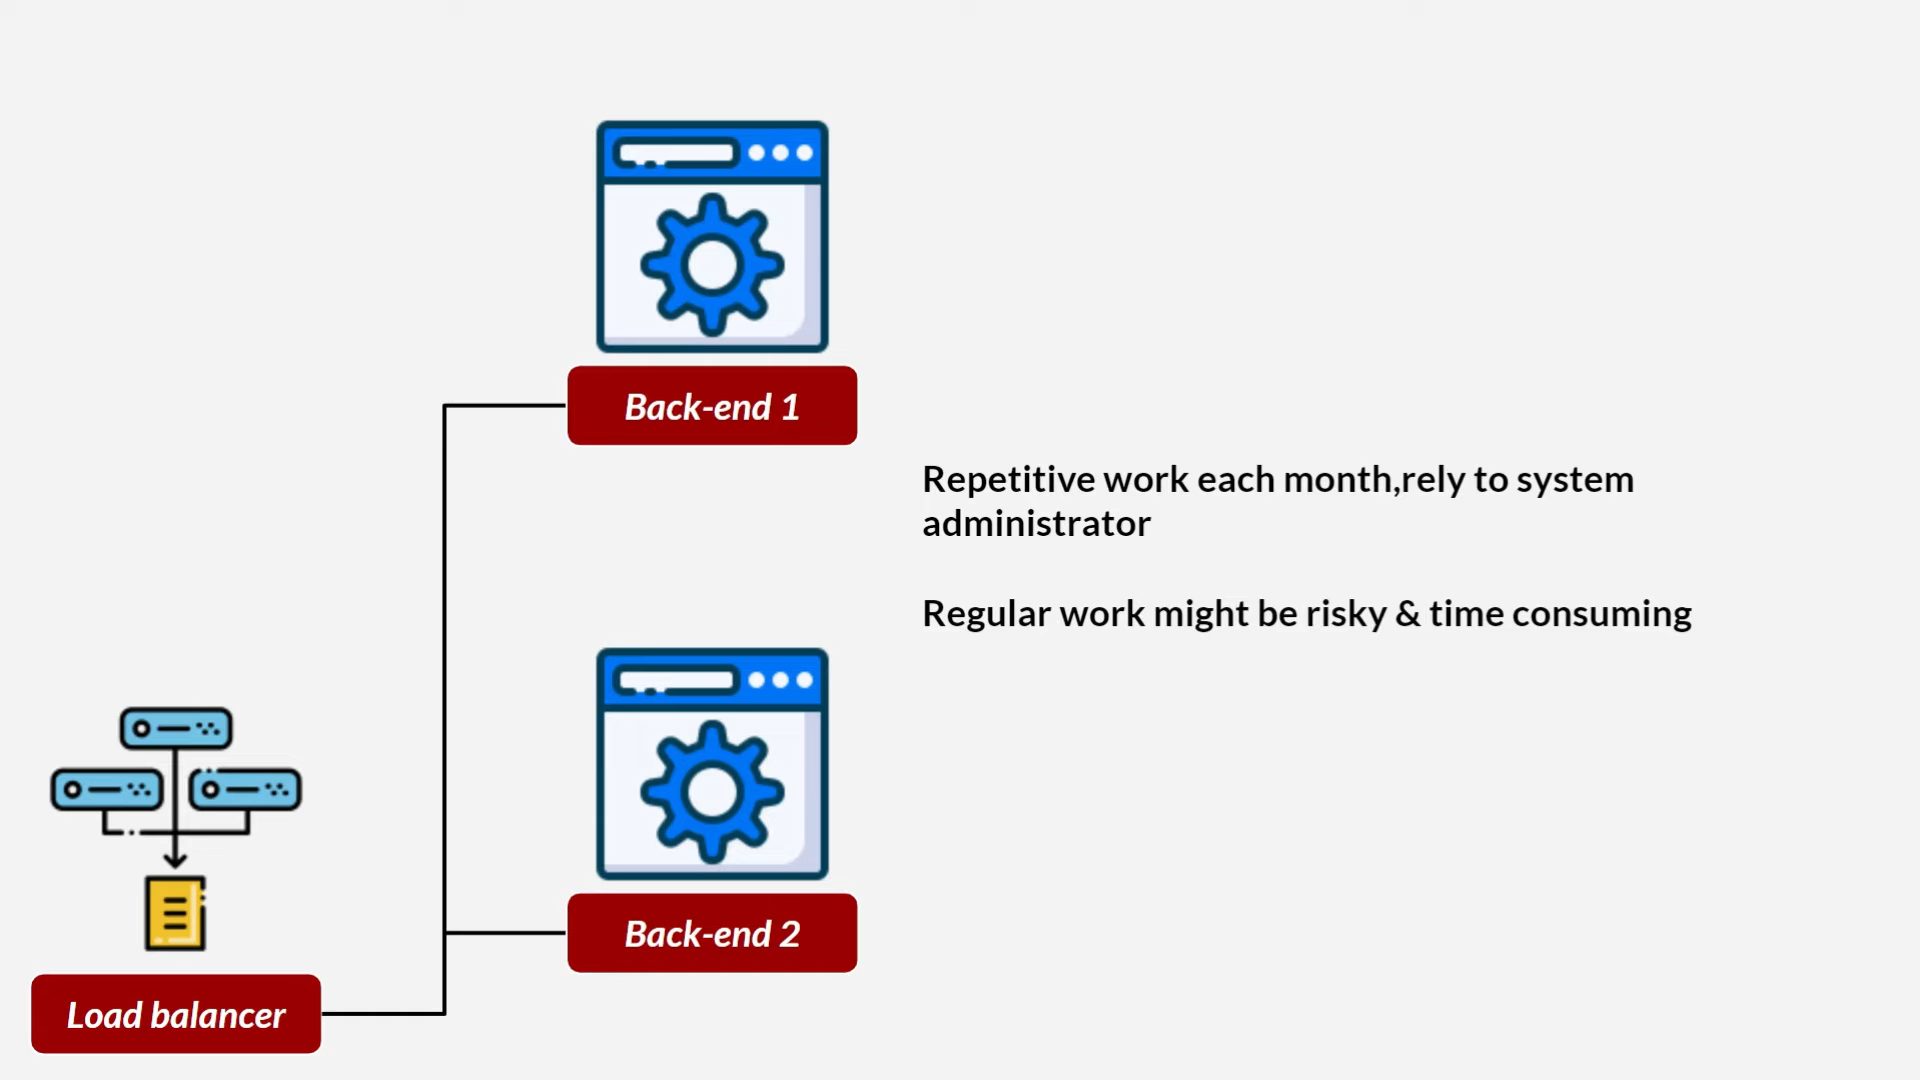 Back-end 1
Repetitive work each month,rely to system
administrator
Regular work might be risky & time consuming
Back-end 2
Load balancer